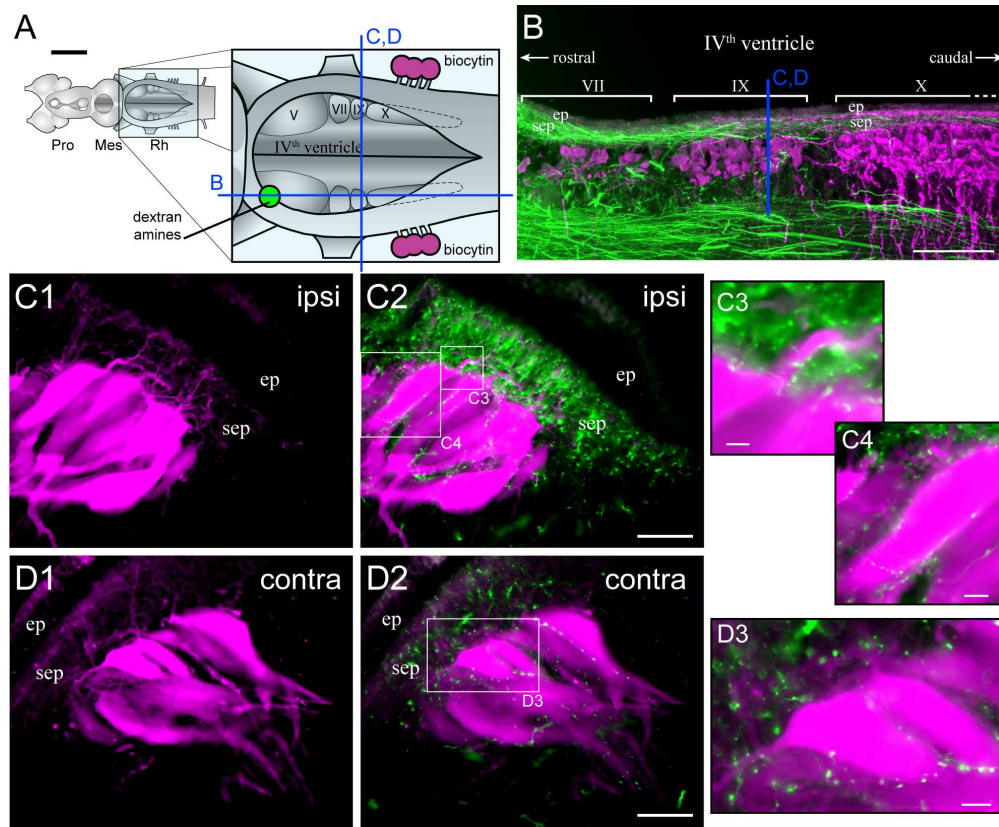 A
C,D
biocytin
Pro Mes Rh
V VII IX X
IVth ventricle
B
dextran
amines
biocytin
B
IVth ventricle
← rostral
C,D
caudal →
VII
IX
X
ep
sep
ep
sep
C1
ipsi
ep
sep
C2
ipsi
ep
sep
C3
C4
C3
C4
D1
contra
ep
sep
D2
contra
ep
sep
D3
D3